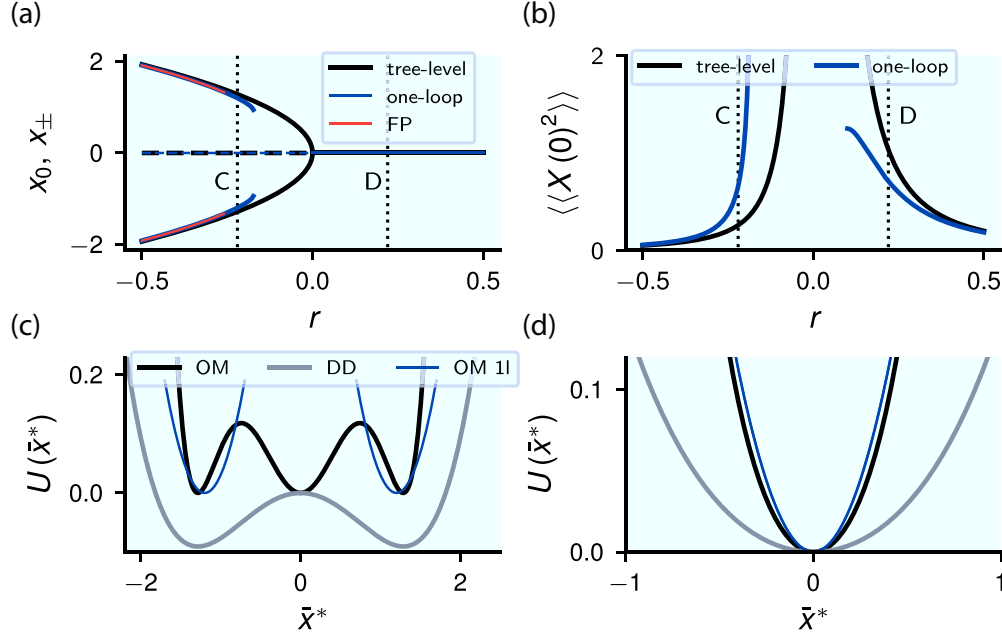 (a)
2
0
−2
x₀, x±
tree-level
one-loop
FP
C
D
−0.5
0.0
0.5
r
(b)
2
0
⟨⟨X (0)²⟩⟩
tree-level
one-loop
C
D
−0.5
0.0
0.5
r
(c)
0.2
0.0
U (x̄*)
OM
DD
OM 1l
−2
0
2
x̄*
(d)
0.1
0.0
U (x̄*)
−1
0
1
x̄*